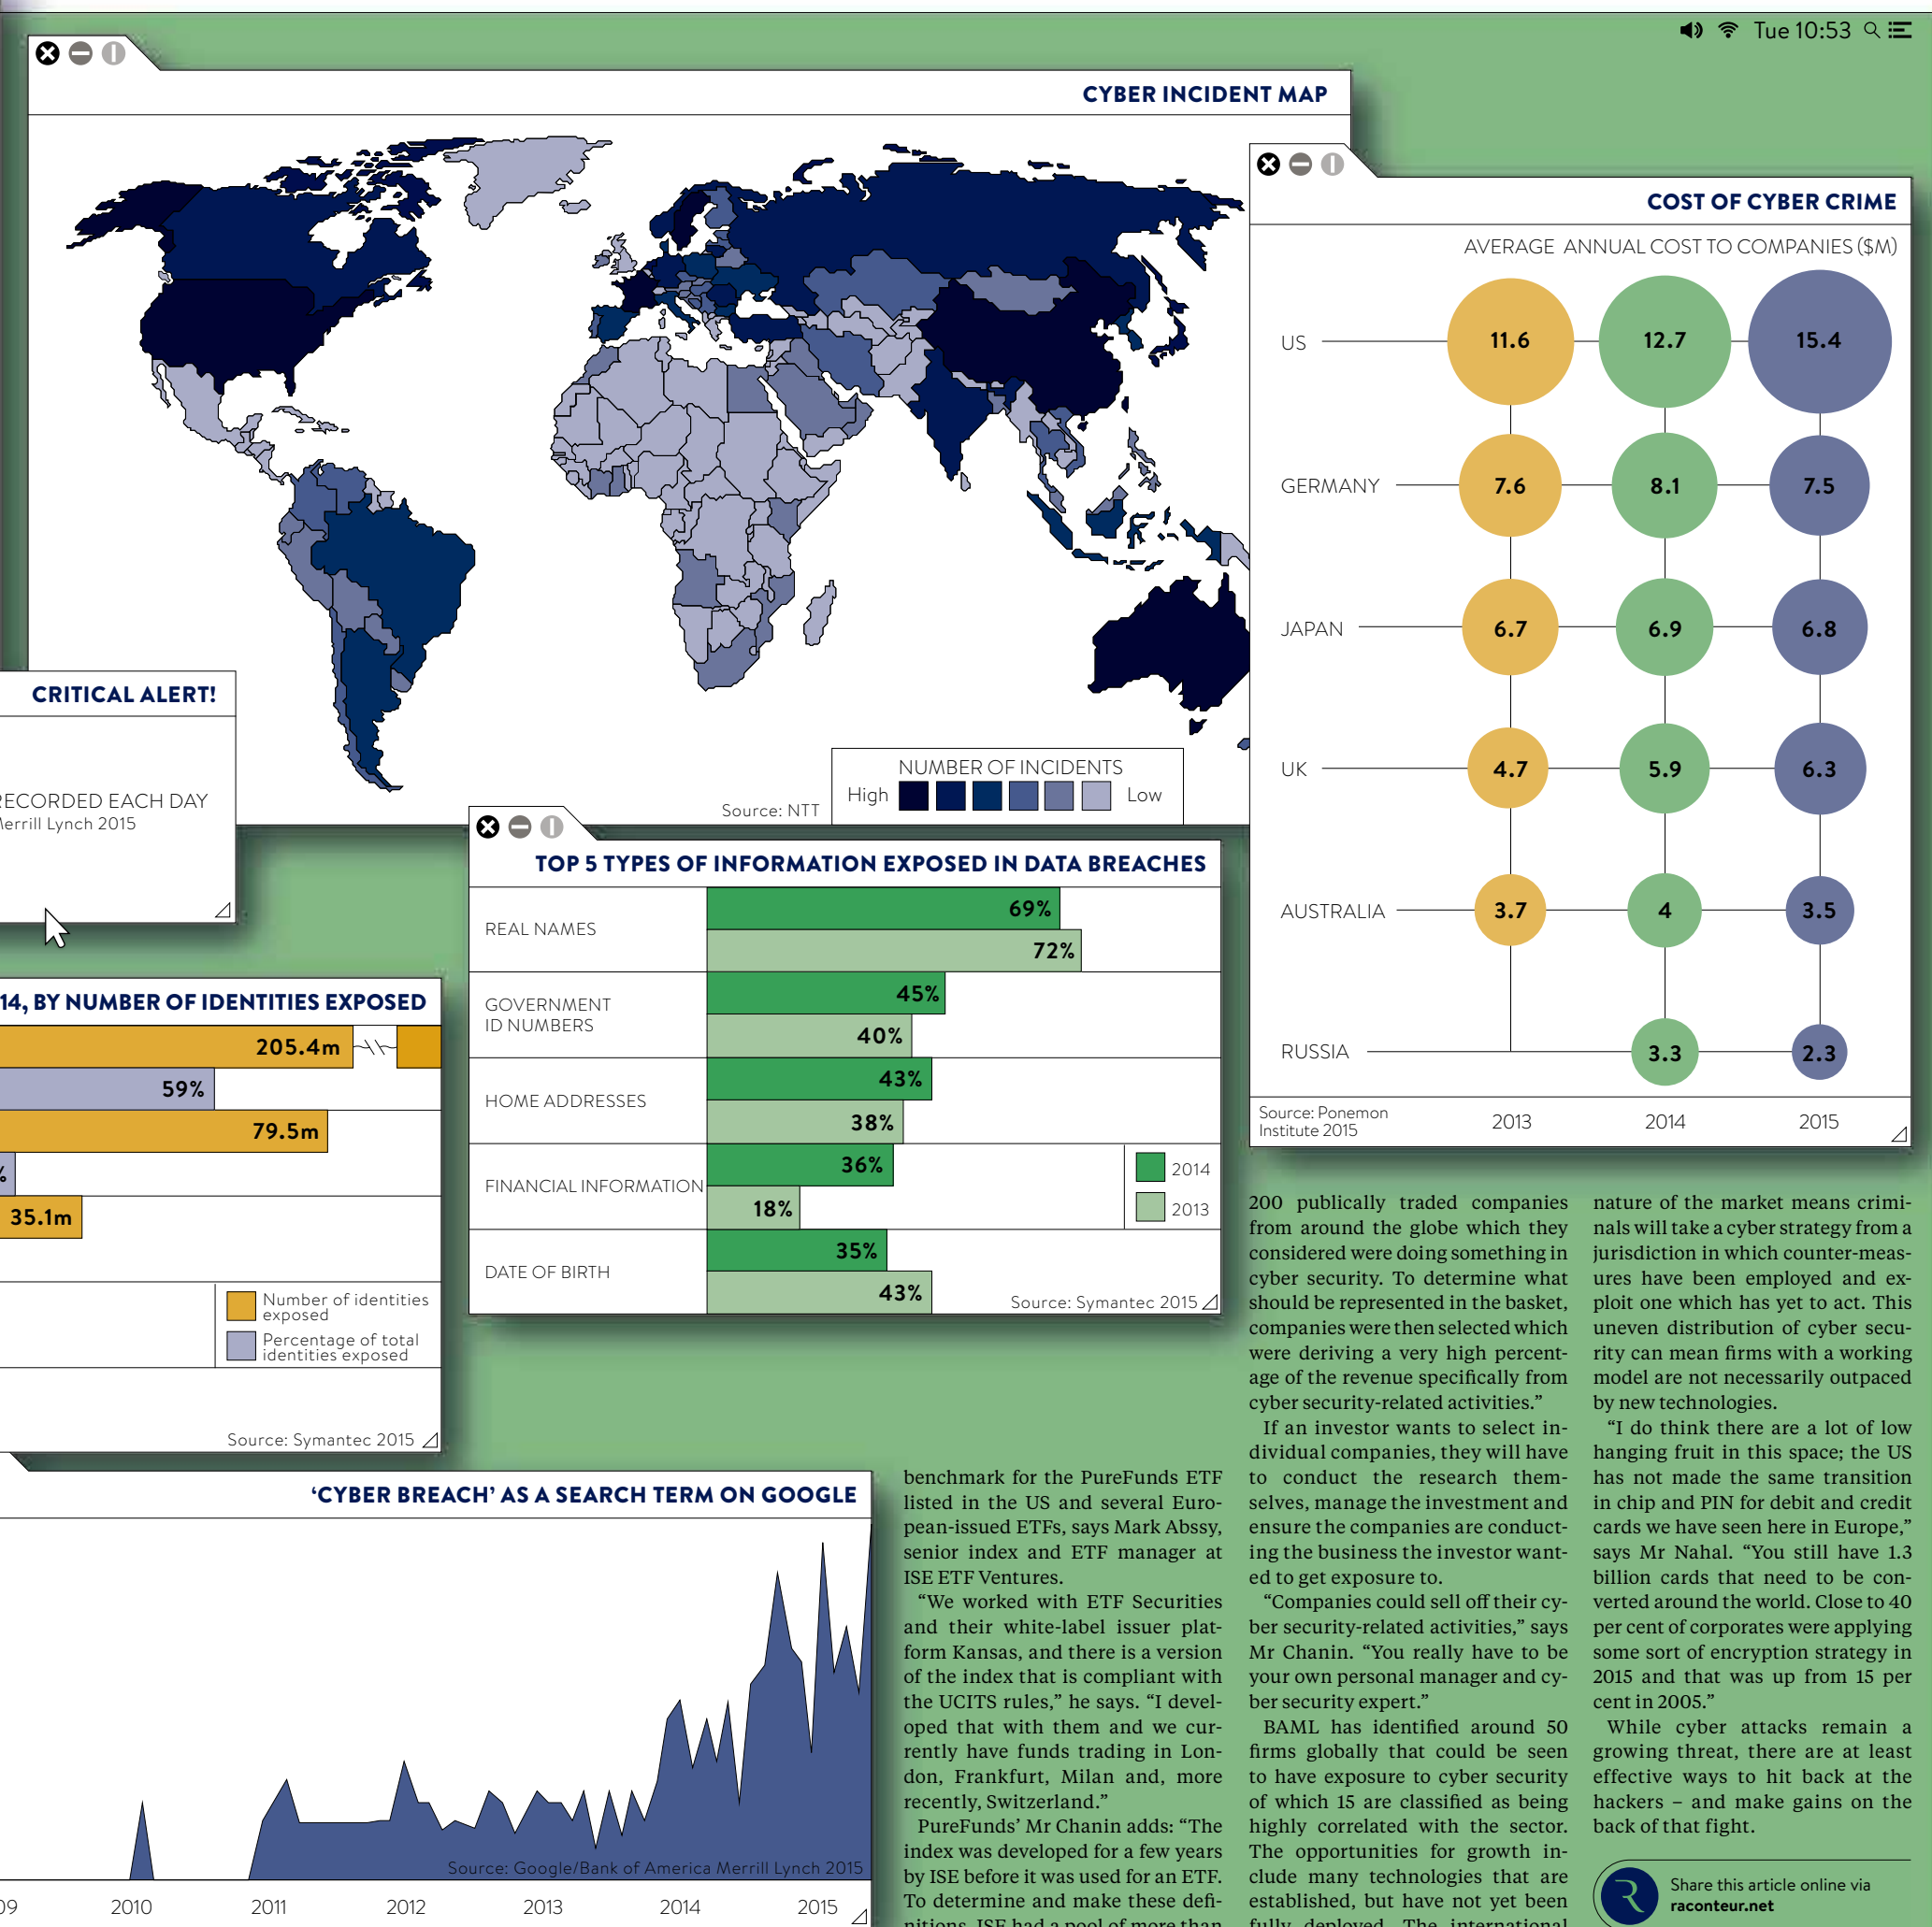 Tue 10:53
CYBER INCIDENT MAP
NUMBER OF INCIDENTS
High
Low
Source: NTT
COST OF CYBER CRIME
AVERAGE ANNUAL COST TO COMPANIES ($M)
US 11.6 12.7 15.4
GERMANY 7.6 8.1 7.5
JAPAN 6.7 6.9 6.8
UK 4.7 5.9 6.3
AUSTRALIA 3.7 4 3.5
RUSSIA 3.3 2.3
Source: Ponemon
Institute 2015
2013 2014 2015
CRITICAL ALERT!
RECORDED EACH DAY
Merrill Lynch 2015
TOP 5 TYPES OF INFORMATION EXPOSED IN DATA BREACHES
REAL NAMES
69%
72%
GOVERNMENT
ID NUMBERS
45%
40%
HOME ADDRESSES
43%
38%
FINANCIAL INFORMATION
36%
18%
DATE OF BIRTH
35%
43%
2014
2013
Source: Symantec 2015
14, BY NUMBER OF IDENTITIES EXPOSED
205.4m
59%
79.5m
%
35.1m
Number of identities
exposed
Percentage of total
identities exposed
Source: Symantec 2015
‘CYBER BREACH’ AS A SEARCH TERM ON GOOGLE
Source: Google/Bank of America Merrill Lynch 2015
09 2010 2011 2012 2013 2014 2015
benchmark for the PureFunds ETF
listed in the US and several Euro-
pean-issued ETFs, says Mark Abssy,
senior index and ETF manager at
ISE ETF Ventures.
“We worked with ETF Securities
and their white-label issuer plat-
form Kansas, and there is a version
of the index that is compliant with
the UCITS rules,” he says. “I devel-
oped that with them and we cur-
rently have funds trading in Lon-
don, Frankfurt, Milan and, more
recently, Switzerland.”
PureFunds’ Mr Chanin adds: “The
index was developed for a few years
by ISE before it was used for an ETF.
To determine and make these defi-
nitions, ISE had a pool of more than
200 publically traded companies
from around the globe which they
considered were doing something in
cyber security. To determine what
should be represented in the basket,
companies were then selected which
were deriving a very high percent-
age of the revenue specifically from
cyber security-related activities.”
If an investor wants to select in-
dividual companies, they will have
to conduct the research them-
selves, manage the investment and
ensure the companies are conduct-
ing the business the investor want-
ed to get exposure to.
“Companies could sell off their cy-
ber security-related activities,” says
Mr Chanin. “You really have to be
your own personal manager and cy-
ber security expert.”
BAML has identified around 50
firms globally that could be seen
to have exposure to cyber security
of which 15 are classified as being
highly correlated with the sector.
The opportunities for growth in-
clude many technologies that are
established, but have not yet been
fully deployed. The international
nature of the market means crimi-
nals will take a cyber strategy from a
jurisdiction in which counter-meas-
ures have been employed and ex-
ploit one which has yet to act. This
uneven distribution of cyber secu-
rity can mean firms with a working
model are not necessarily outpaced
by new technologies.
“I do think there are a lot of low
hanging fruit in this space; the US
has not made the same transition
in chip and PIN for debit and credit
cards we have seen here in Europe,”
says Mr Nahal. “You still have 1.3
billion cards that need to be con-
verted around the world. Close to 40
per cent of corporates were applying
some sort of encryption strategy in
2015 and that was up from 15 per
cent in 2005.”
While cyber attacks remain a
growing threat, there are at least
effective ways to hit back at the
hackers – and make gains on the
back of that fight.
Share this article online via
raconteur.net